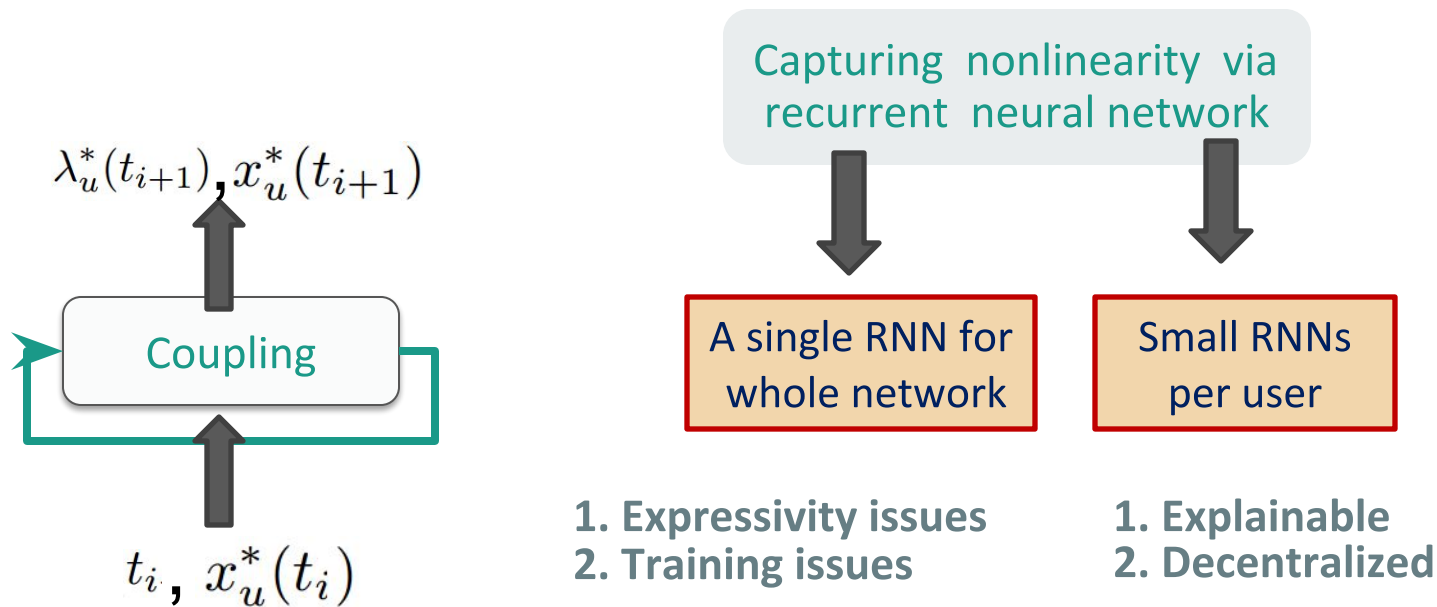 λ*u(ti+1), x*u(ti+1)
Coupling
ti, x*u(ti)
Capturing nonlinearity via
recurrent neural network
A single RNN for
whole network
1. Expressivity issues
2. Training issues
Small RNNs
per user
1. Explainable
2. Decentralized